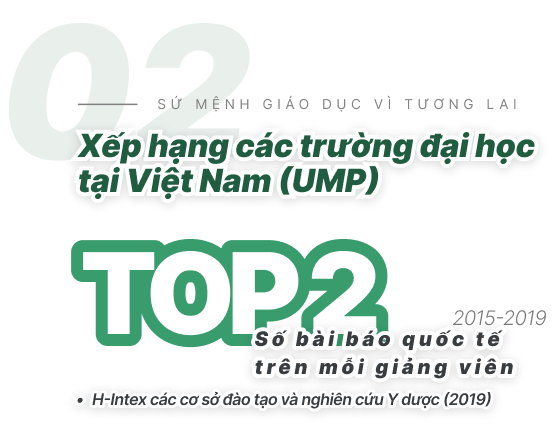 02
SỨ MỆNH GIÁO DỤC VÌ TƯƠNG LAI
Xếp hạng các trường đại học
tại Việt Nam (UMP)
TOP2
2015-2019
Số bài báo quốc tế
trên mỗi giảng viên
• H-Intex các cơ sở đào tạo và nghiên cứu Y dược (2019)